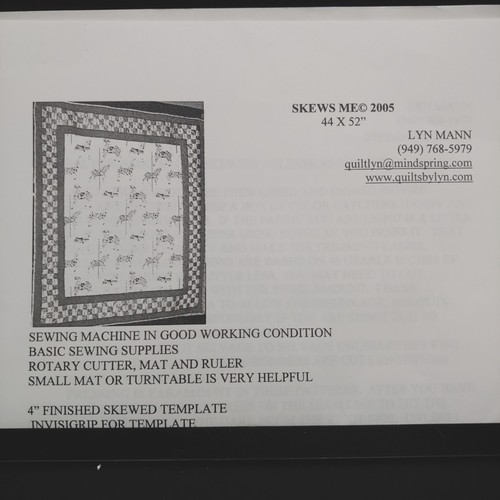 SKEWS ME© 2005
44 X 52"
LYN MANN
(949) 768-5979
quiltlyn@mindspring.com
www.quiltsbylyn.com
SEWING MACHINE IN GOOD WORKING CONDITION
BASIC SEWING SUPPLIES
ROTARY CUTTER, MAT AND RULER
SMALL MAT OR TURNTABLE IS VERY HELPFUL
4" FINISHED SKEWED TEMPLATE
INVISIGRIP FOR TEMPLATE